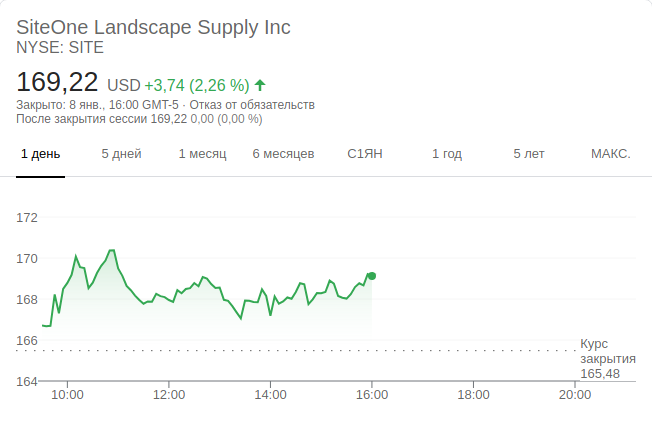 SiteOne Landscape Supply Inc
NYSE: SITE
169,22 USD +3,74 (2,26 %)
Закрыто: 8 янв., 16:00 GMT-5 · Отказ от обязательств
После закрытия сессии 169,22 0,00 (0,00 %)
1 день 5 дней 1 месяц 6 месяцев С1ЯН 1 год 5 лет МАКС.
172
170
168
166
Курс
закрытия
165,48
164
10:00 12:00 14:00 16:00 18:00 20:00